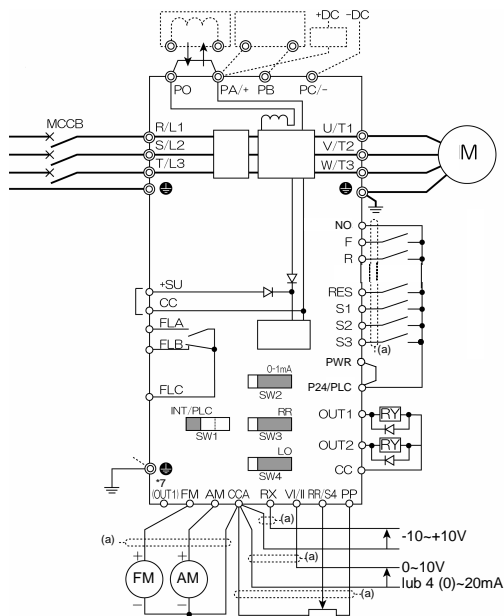 +DC -DC
PO PA/+ PB PC/-
MCCB
R/L1 U/T1
S/L2 V/T2
T/L3 W/T3
M
NO
F
R
+SU
CC
RES
S1
S2
S3
(a)
FLA
FLB
FLC
PWR
P24/PLC
0-1mA
SW2
INT/PLC
SW1
RR
SW3
LO
SW4
OUT1 RY
OUT2 RY
CC
*7
(OUT1) FM AM CCA RX VI/II RR/S4 PP
(a)
-10~+10V
(a)
(a)
0~10V
lub 4 (0)~20mA
(a)
+ +
FM AM
- -